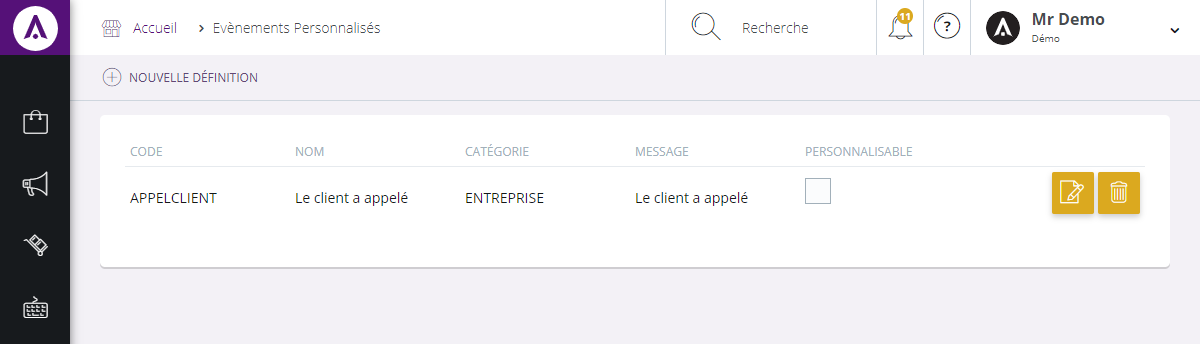 Accueil > Evènements Personnalisés
Recherche
11
?
Mr Demo
Démo
NOUVELLE DÉFINITION
CODE NOM CATÉGORIE MESSAGE PERSONNALISABLE
APPELCLIENT Le client a appelé ENTREPRISE Le client a appelé